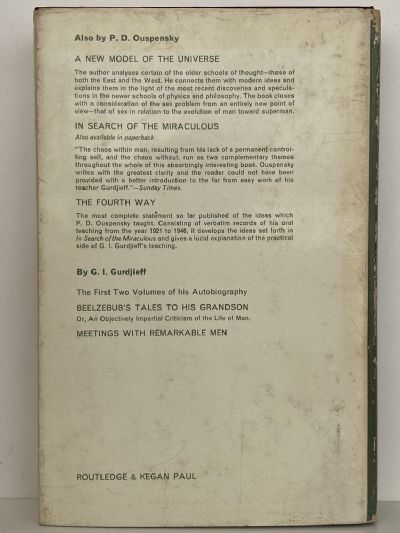 Also by P. D. Ouspensky
A NEW MODEL OF THE UNIVERSE
The author analyses certain of the older schools of thought—those of
both the East and the West. He connects them with modern ideas and
explains them in the light of the most recent discoveries and specula-
tions in the newer schools of physics and philosophy. The book closes
with a consideration of the sex problem from an entirely new point of
view—that of sex in relation to the evolution of man toward superman.
IN SEARCH OF THE MIRACULOUS
Also available in paperback
"The chaos within man, resulting from his lack of a permanent control-
ling self, and the chaos without, run as two complementary themes
throughout the whole of this absorbingly interesting book. Ouspensky
writes with the greatest clarity and the reader could not have been
provided with a better introduction to the far from easy work of his
teacher Gurdjieff."—Sunday Times.
THE FOURTH WAY
The most complete statement so far published of the ideas which
P. D. Ouspensky taught. Consisting of verbatim records of his oral
teaching from the year 1921 to 1946, it develops the ideas set forth in
In Search of the Miraculous and gives a lucid explanation of the practical
side of G. I. Gurdjieff's teaching.
By G. I. Gurdjieff
The First Two Volumes of his Autobiography
BEELZEBUB'S TALES TO HIS GRANDSON
Or, An Objectively Impartial Criticism of the Life of Man.
MEETINGS WITH REMARKABLE MEN
ROUTLEDGE & KEGAN PAUL